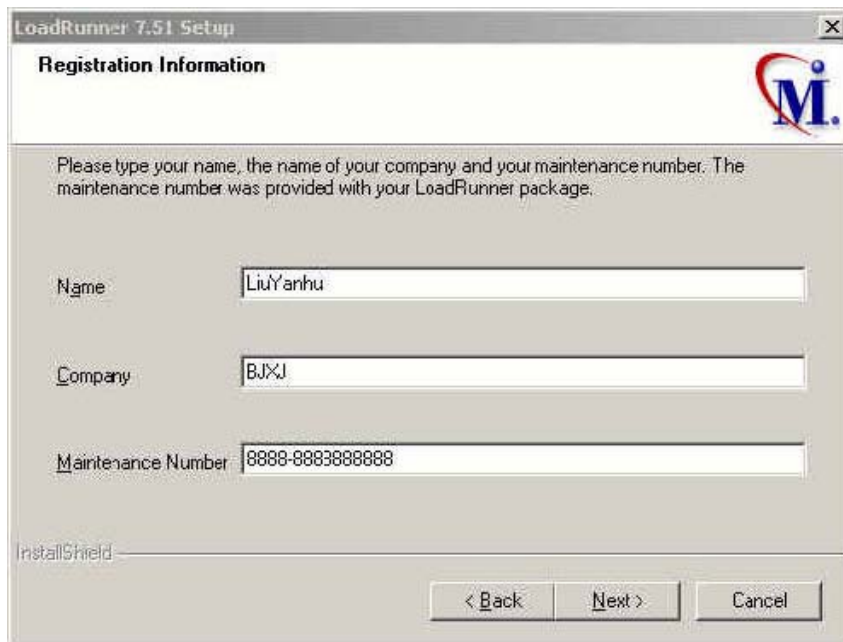 LoadRunner 7.51 Setup
Registration Information
M.
Please type your name, the name of your company and your maintenance number. The
maintenance number was provided with your LoadRunner package.
Name
LiuYanhu
Company
BJXJ
Maintenance Number
8888-8883888888
InstallShield
< Back
Next >
Cancel